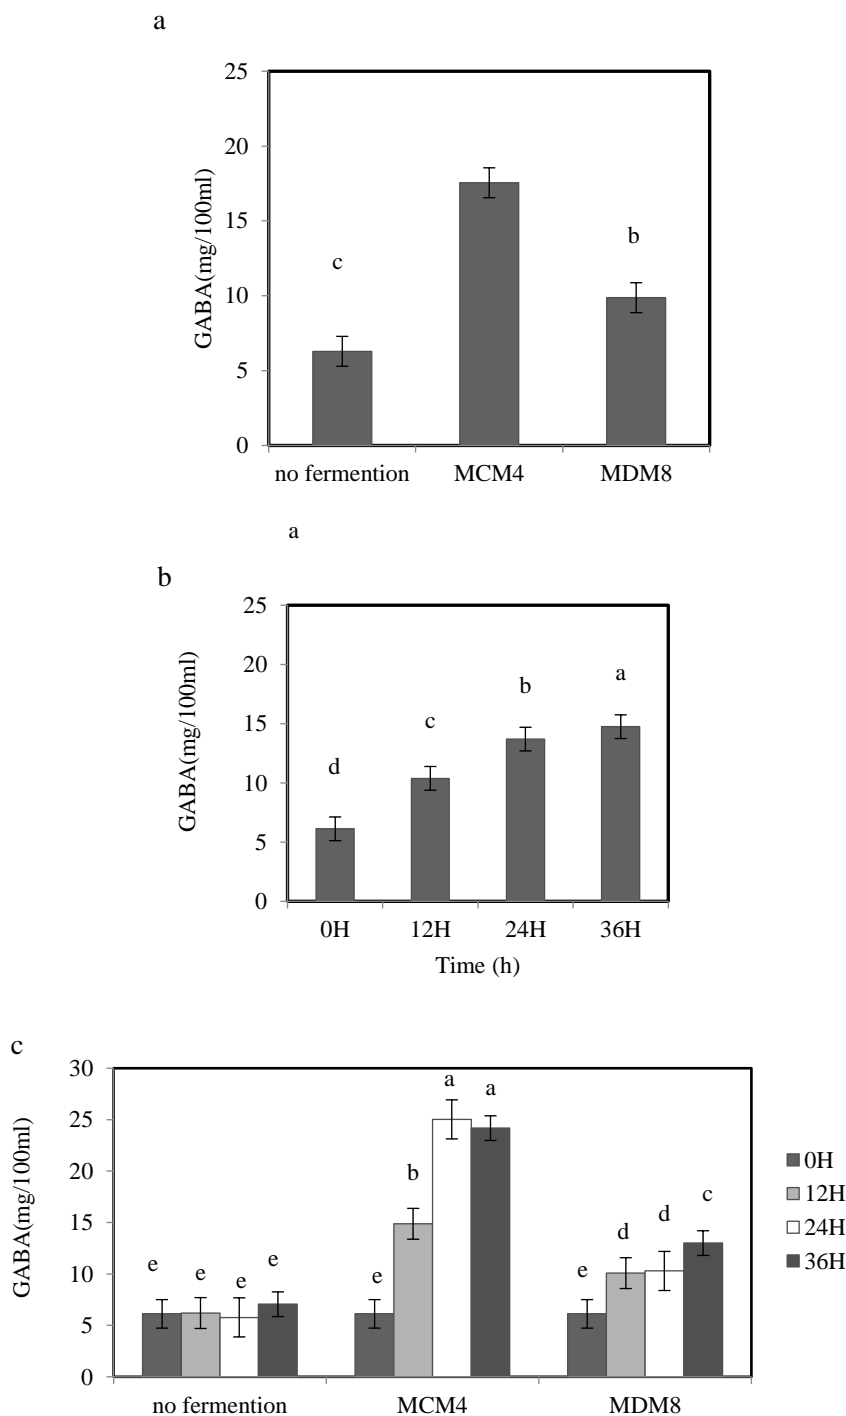 a
25
20
15
10
5
0
GABA(mg/100ml)
c
b
no fermention MCM4 MDM8
a
b
25
20
15
10
5
0
GABA(mg/100ml)
d
c
b
a
0H 12H 24H 36H
Time (h)
c
30
25
20
15
10
5
0
GABA(mg/100ml)
e e e e
e b a a
e d d c
no fermention MCM4 MDM8
0H
12H
24H
36H